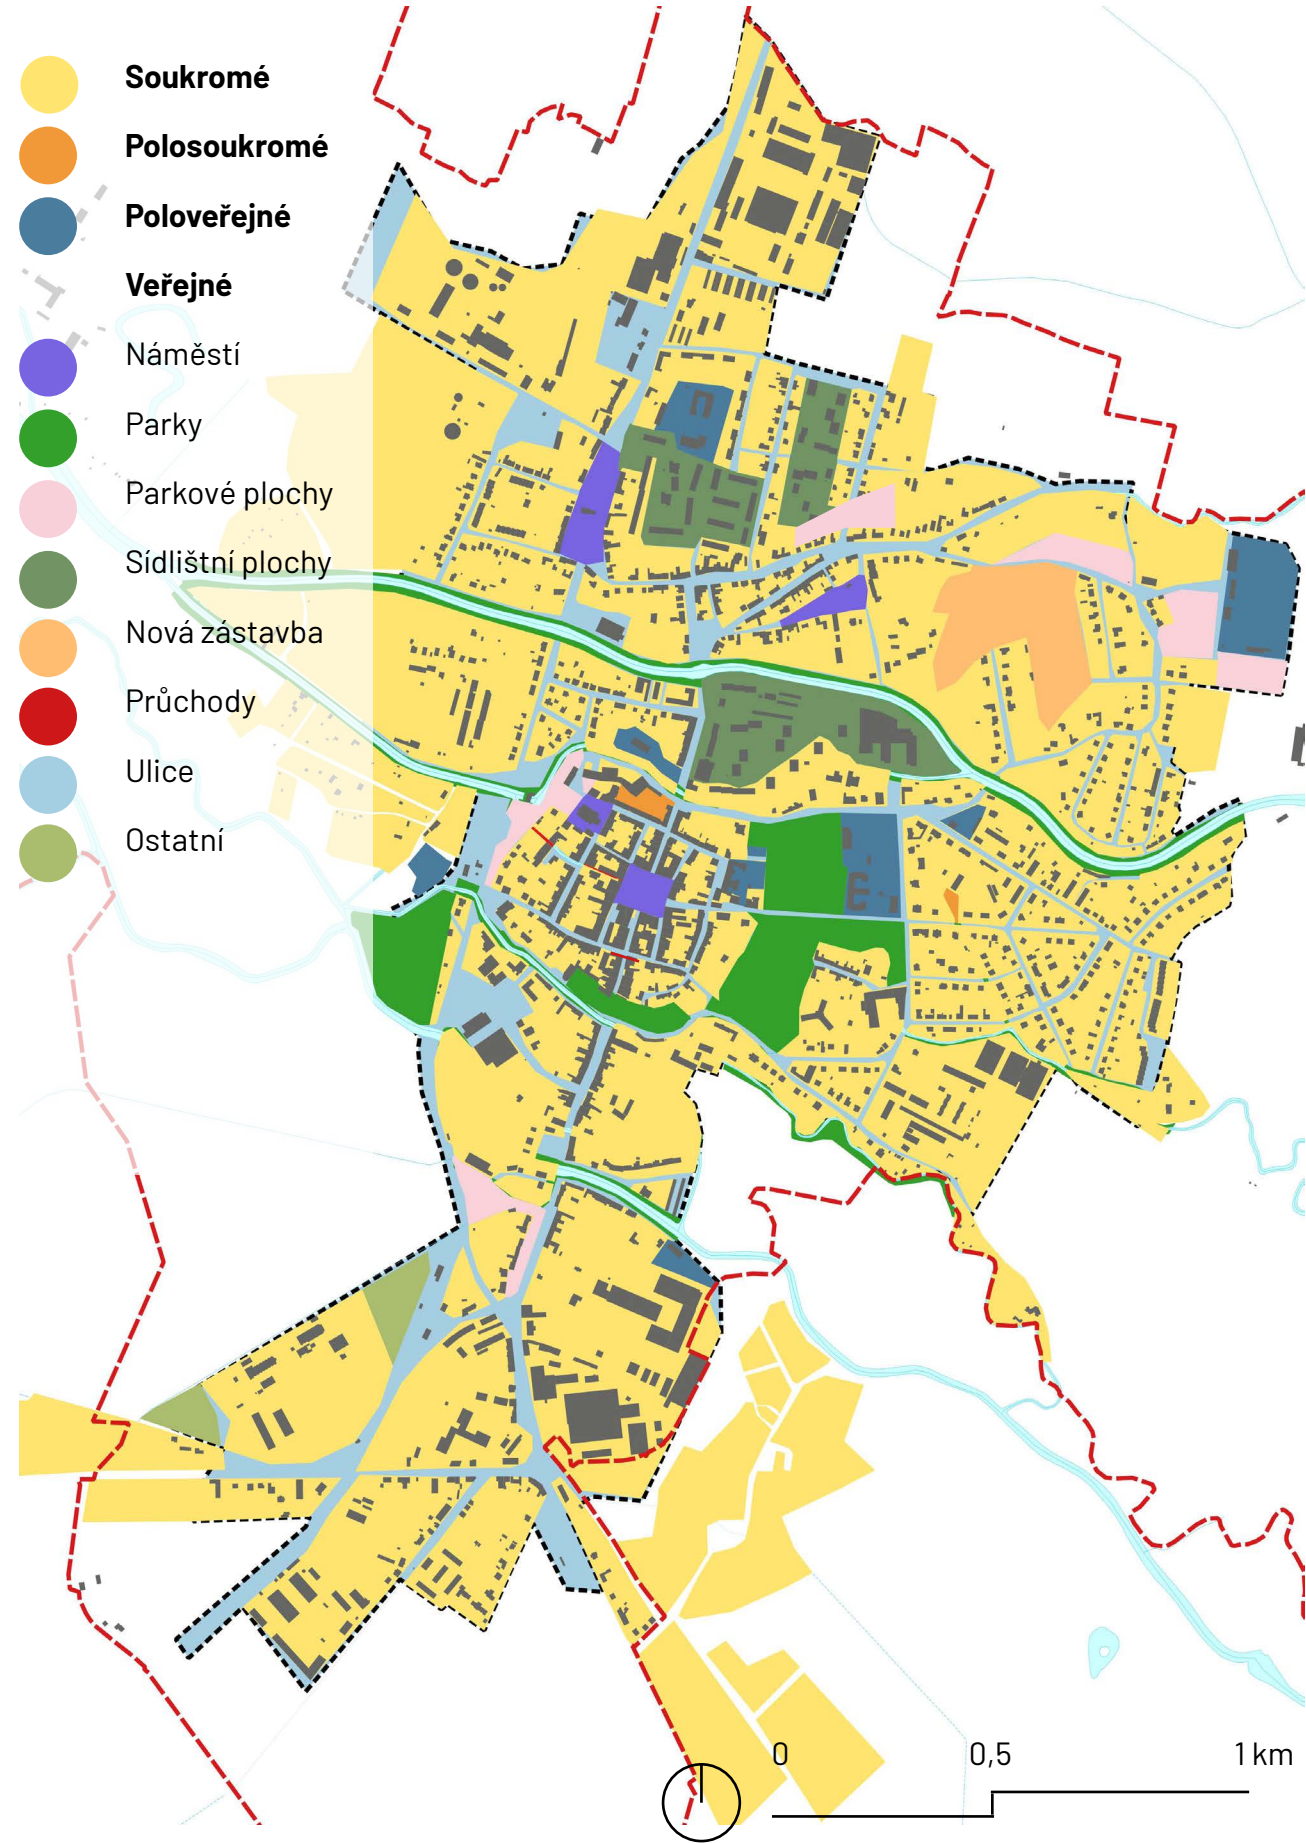 Soukromé
Polosoukromé
Poloveřejné
Veřejné
Náměstí
Parky
Parkové plochy
Sídlištní plochy
Nová zástavba
Průchody
Ulice
Ostatní
0 0,5 1 km